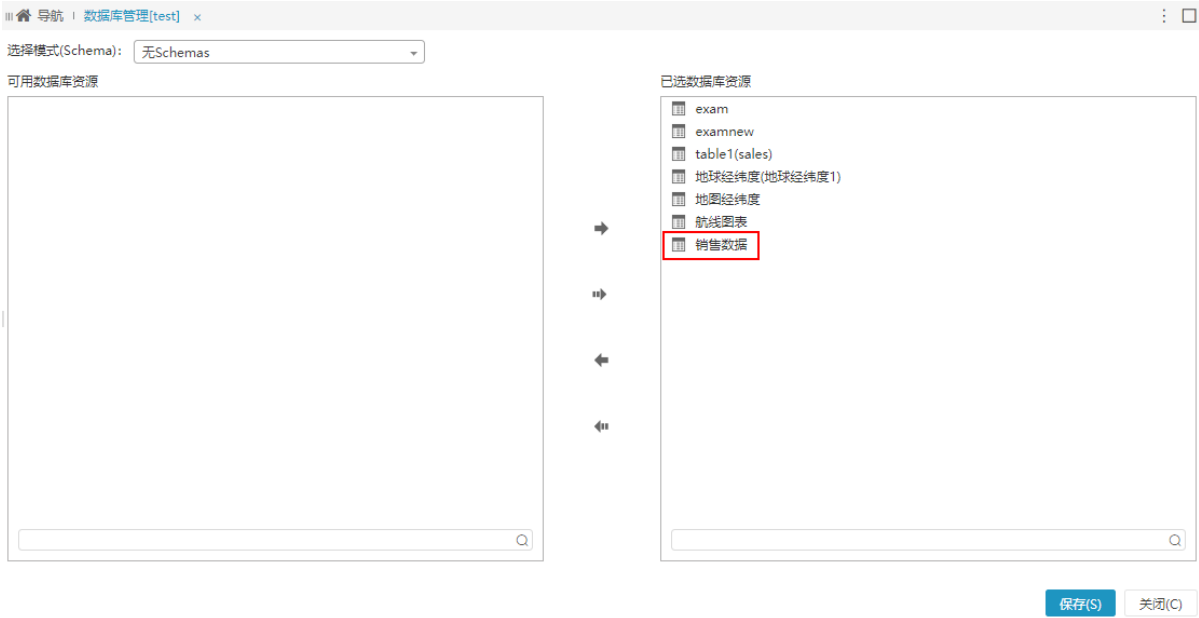 导航 数据库管理[test] ×
选择模式(Schema)： 无Schemas
可用数据库资源
已选数据库资源
exam
examnew
table1(sales)
地球经纬度(地球经纬度1)
地图经纬度
航线图表
销售数据
保存(S) 关闭(C)